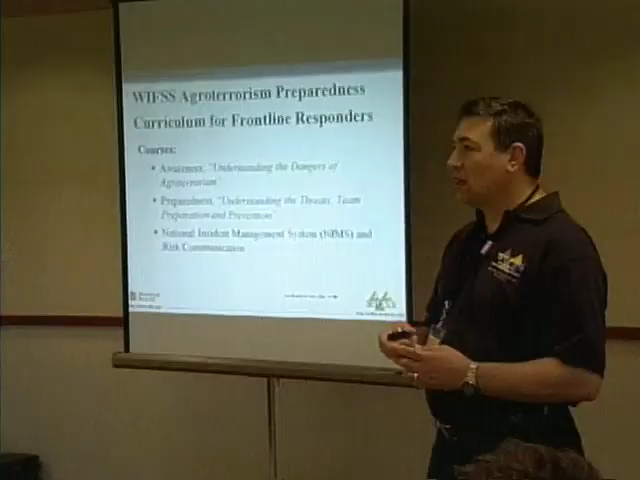 WIFSS Agroterrorism Preparedness
Curriculum for Frontline Responders
Courses:
• Awareness, "Understanding the Dangers of
Agroterrorism"
• Preparedness, "Understanding the Threats, Team
Preparation and Prevention"
• National Incident Management System (NIMS) and
Risk Communication